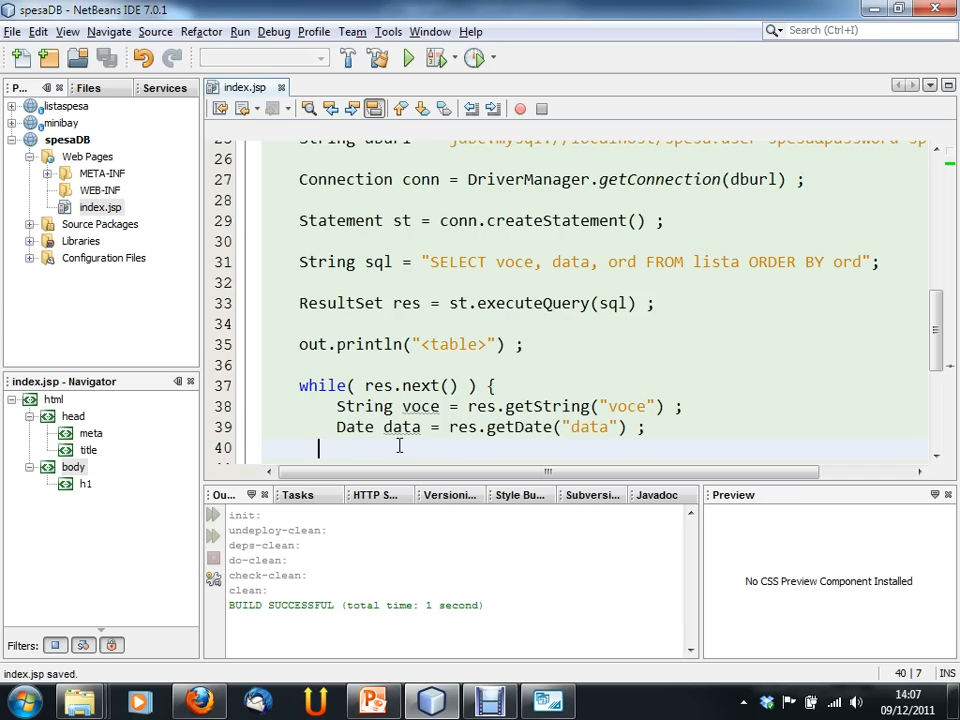 spesaDB - NetBeans IDE 7.0.1
File Edit View Navigate Source Refactor Run Debug Profile Team Tools Window Help
Search (Ctrl+I)
P... Files Services
index.jsp
listaspesa
minibay
spesaDB
Web Pages
META-INF
WEB-INF
index.jsp
Source Packages
Libraries
Configuration Files
26
27 Connection conn = DriverManager.getConnection(dburl) ;
28
29 Statement st = conn.createStatement() ;
30
31 String sql = "SELECT voce, data, ord FROM lista ORDER BY ord";
32
33 ResultSet res = st.executeQuery(sql) ;
34
35 out.println("<table>") ;
36
37 while( res.next() ) {
38 String voce = res.getString("voce") ;
39 Date data = res.getDate("data") ;
40
index.jsp - Navigator
html
head
meta
title
body
h1
Filters:
Ou... Tasks HTTP S... Versioni... Style Bu... Subversi... Javadoc
init:
undeploy-clean:
deps-clean:
do-clean:
check-clean:
clean:
BUILD SUCCESSFUL (total time: 1 second)
Preview
No CSS Preview Component Installed
index.jsp saved.
40 | 7 INS
14:07
09/12/2011